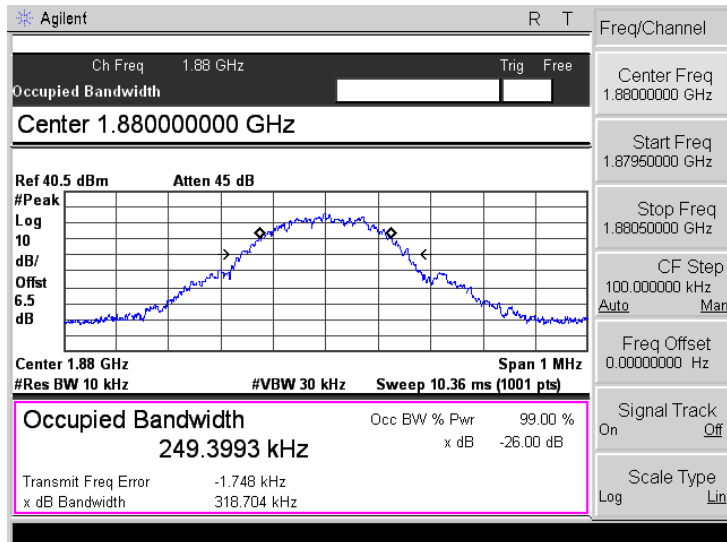 Agilent R T
Freq/Channel
Ch Freq 1.88 GHz Trig Free
Occupied Bandwidth
Center 1.880000000 GHz
Ref 40.5 dBm Atten 45 dB
#Peak
Log
10
dB/
Offst
6.5
dB
Center 1.88 GHz Span 1 MHz
#Res BW 10 kHz #VBW 30 kHz Sweep 10.36 ms (1001 pts)
Occupied Bandwidth Occ BW % Pwr 99.00 %
249.3993 kHz x dB -26.00 dB
Transmit Freq Error -1.748 kHz
x dB Bandwidth 318.704 kHz
Center Freq
1.88000000 GHz
Start Freq
1.87950000 GHz
Stop Freq
1.88050000 GHz
CF Step
100.000000 kHz
Auto Man
Freq Offset
0.00000000 Hz
Signal Track
On Off
Scale Type
Log Lin